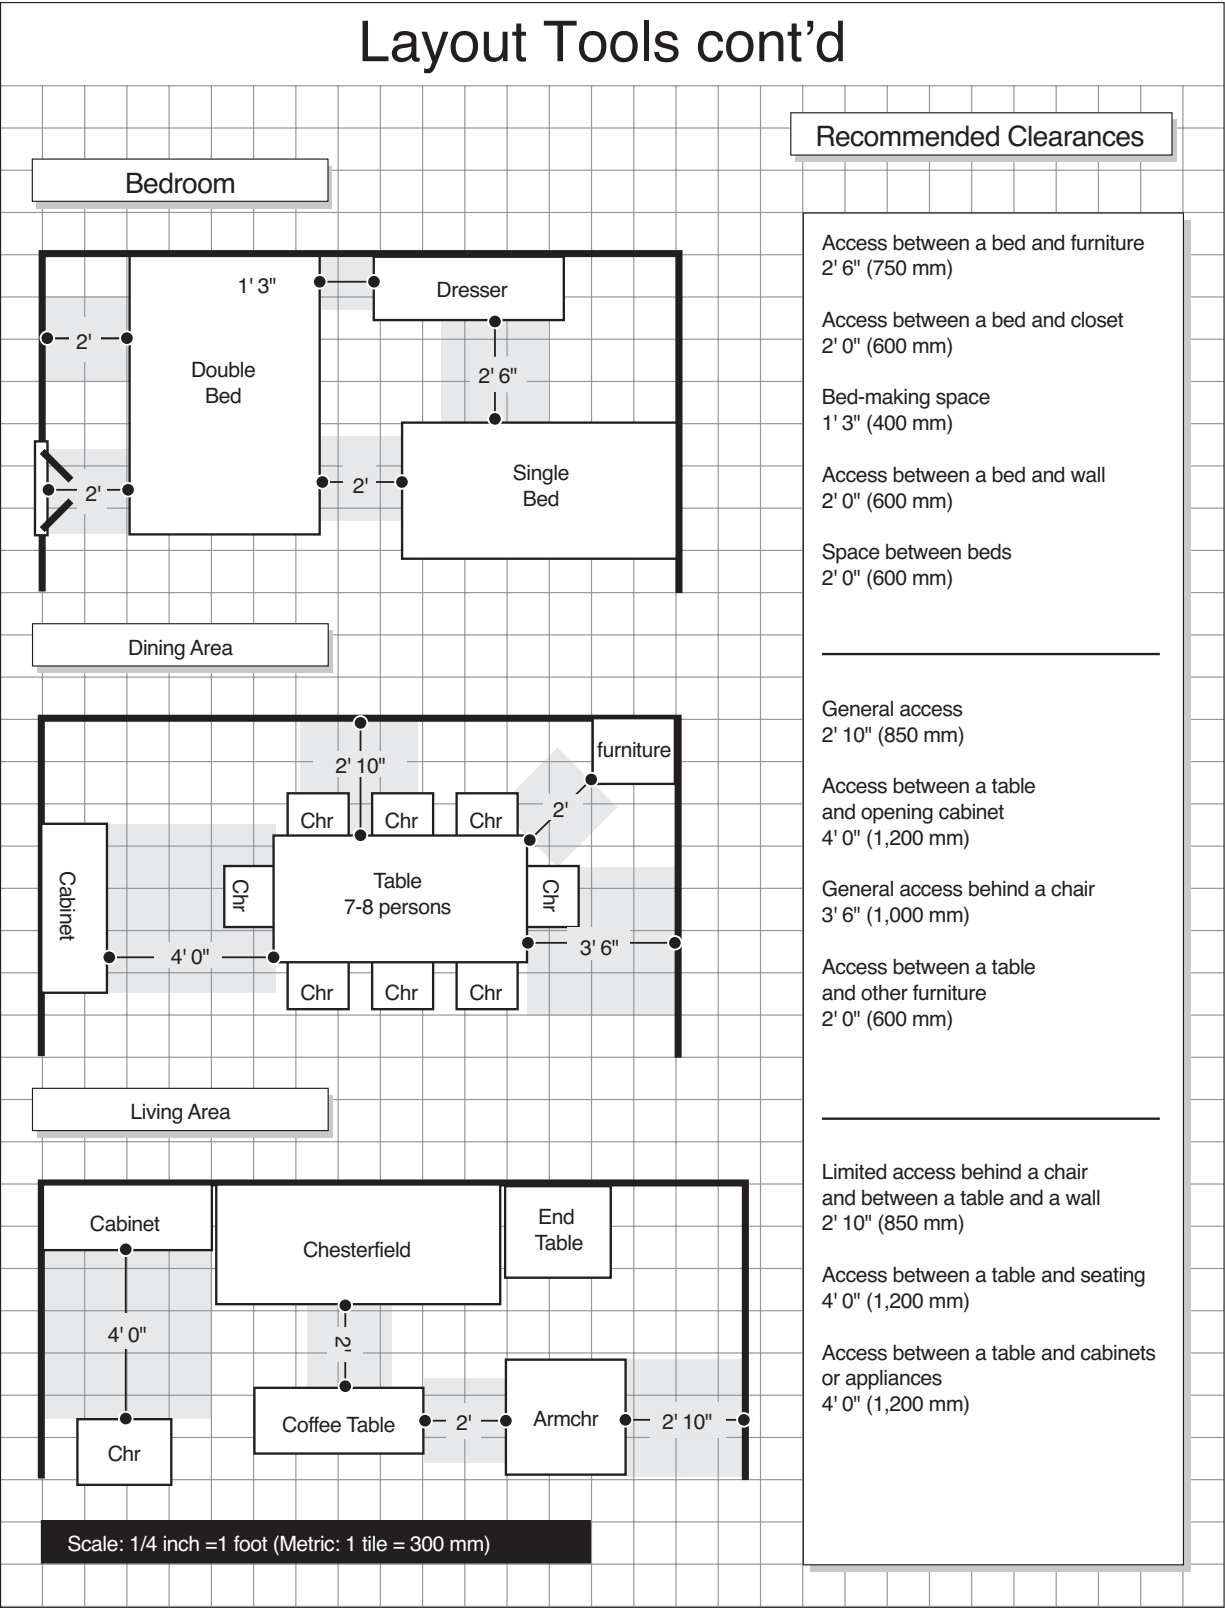 Layout Tools cont'd
Recommended Clearances
Bedroom
1' 3"
Dresser
2'
Double
Bed
2' 6"
2'
2'
Single
Bed
Access between a bed and furniture
2' 6" (750 mm)
Access between a bed and closet
2' 0" (600 mm)
Bed-making space
1' 3" (400 mm)
Access between a bed and wall
2' 0" (600 mm)
Space between beds
2' 0" (600 mm)
Dining Area
2' 10"
furniture
Chr
Chr
Chr
2'
Cabinet
Chr
Table
7-8 persons
Chr
4' 0"
3' 6"
Chr
Chr
Chr
General access
2' 10" (850 mm)
Access between a table
and opening cabinet
4' 0" (1,200 mm)
General access behind a chair
3' 6" (1,000 mm)
Access between a table
and other furniture
2' 0" (600 mm)
Living Area
Cabinet
Chesterfield
End
Table
4' 0"
2'
Coffee Table
2'
Armchr
2' 10"
Chr
Limited access behind a chair
and between a table and a wall
2' 10" (850 mm)
Access between a table and seating
4' 0" (1,200 mm)
Access between a table and cabinets
or appliances
4' 0" (1,200 mm)
Scale: 1/4 inch =1 foot (Metric: 1 tile = 300 mm)